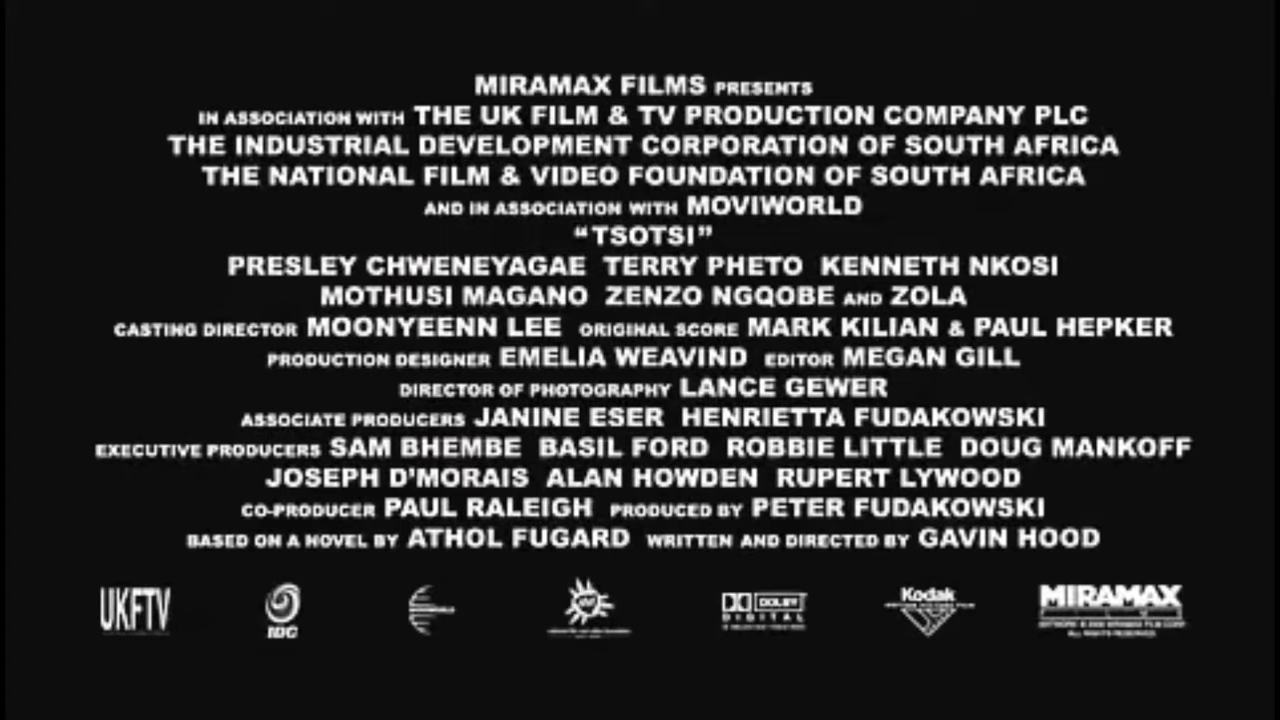 MIRAMAX FILMS PRESENTS
IN ASSOCIATION WITH THE UK FILM & TV PRODUCTION COMPANY PLC
THE INDUSTRIAL DEVELOPMENT CORPORATION OF SOUTH AFRICA
THE NATIONAL FILM & VIDEO FOUNDATION OF SOUTH AFRICA
AND IN ASSOCIATION WITH MOVIWORLD
“TSOTSI”
PRESLEY CHWENEYAGAE TERRY PHETO KENNETH NKOSI
MOTHUSI MAGANO ZENZO NGQOBE AND ZOLA
CASTING DIRECTOR MOONYEENN LEE ORIGINAL SCORE MARK KILIAN & PAUL HEPKER
PRODUCTION DESIGNER EMELIA WEAVIND EDITOR MEGAN GILL
DIRECTOR OF PHOTOGRAPHY LANCE GEWER
ASSOCIATE PRODUCERS JANINE ESER HENRIETTA FUDAKOWSKI
EXECUTIVE PRODUCERS SAM BHEMBE BASIL FORD ROBBIE LITTLE DOUG MANKOFF
JOSEPH D’MORAIS ALAN HOWDEN RUPERT LYWOOD
CO-PRODUCER PAUL RALEIGH PRODUCED BY PETER FUDAKOWSKI
BASED ON A NOVEL BY ATHOL FUGARD WRITTEN AND DIRECTED BY GAVIN HOOD
UKFTV IDC DOLBY Kodak MIRAMAX
DIGITAL
ALL RIGHTS RESERVED